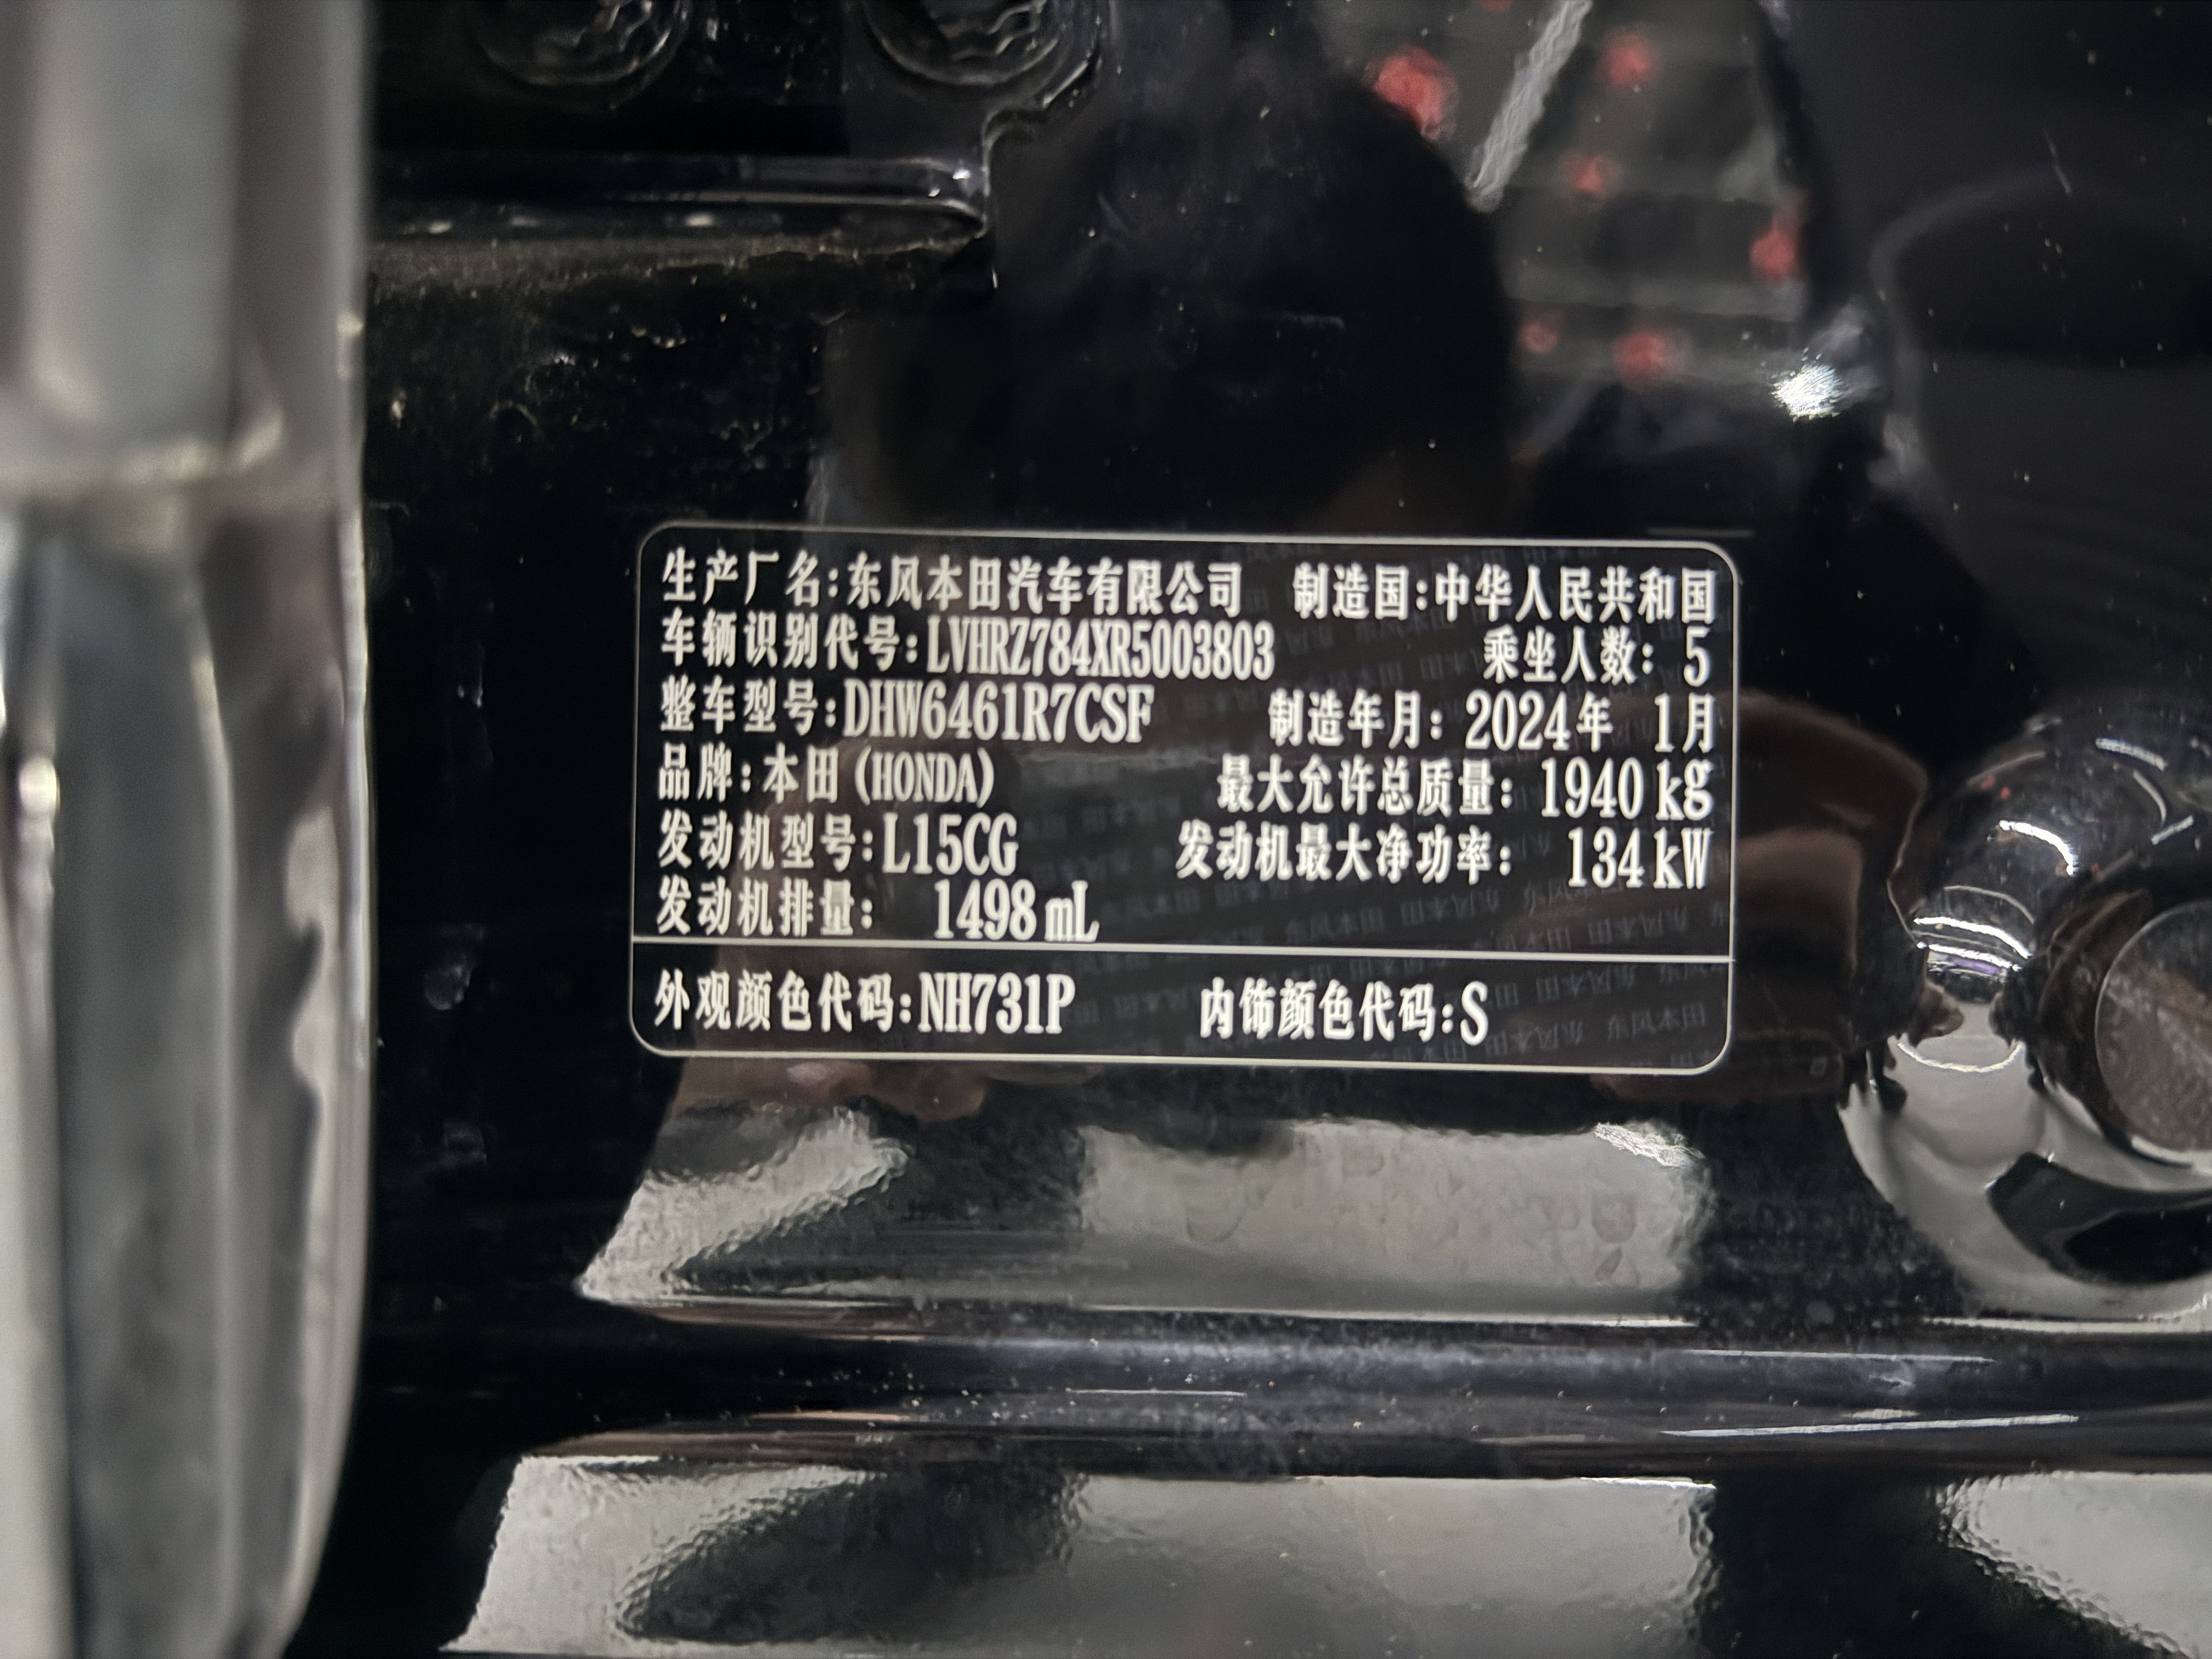 生产厂名:东风本田汽车有限公司 制造国:中华人民共和国
车辆识别代号:LVHRZ784XR5003803 乘坐人数: 5
整车型号:DHW6461R7CSF 制造年月: 2024年 1月
品牌:本田(HONDA) 最大允许总质量: 1940 kg
发动机型号:L15CG 发动机最大净功率: 134 kW
发动机排量: 1498 mL
外观颜色代码:NH731P 内饰颜色代码:S